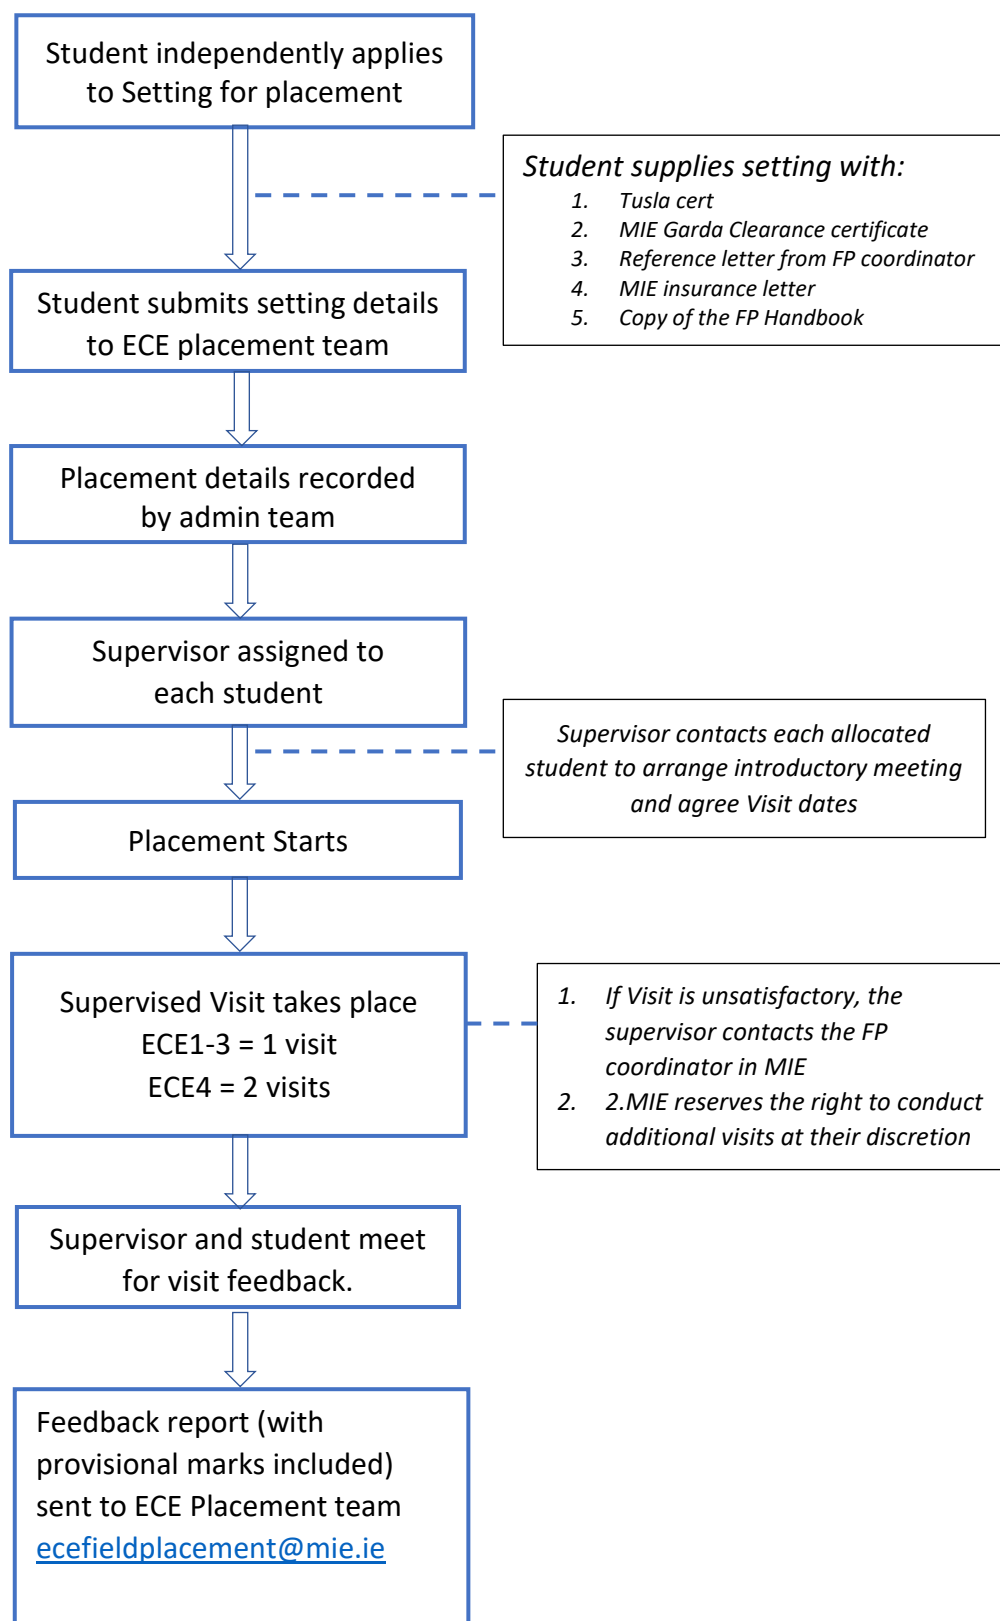 Student independently applies
to Setting for placement
Student supplies setting with:
1. Tusla cert
2. MIE Garda Clearance certificate
3. Reference letter from FP coordinator
4. MIE insurance letter
5. Copy of the FP Handbook
Student submits setting details
to ECE placement team
Placement details recorded
by admin team
Supervisor assigned to
each student
Supervisor contacts each allocated
student to arrange introductory meeting
and agree Visit dates
Placement Starts
Supervised Visit takes place
ECE1-3 = 1 visit
ECE4 = 2 visits
1. If Visit is unsatisfactory, the
supervisor contacts the FP
coordinator in MIE
2. 2.MIE reserves the right to conduct
additional visits at their discretion
Supervisor and student meet
for visit feedback.
Feedback report (with
provisional marks included)
sent to ECE Placement team
ecefieldplacement@mie.ie